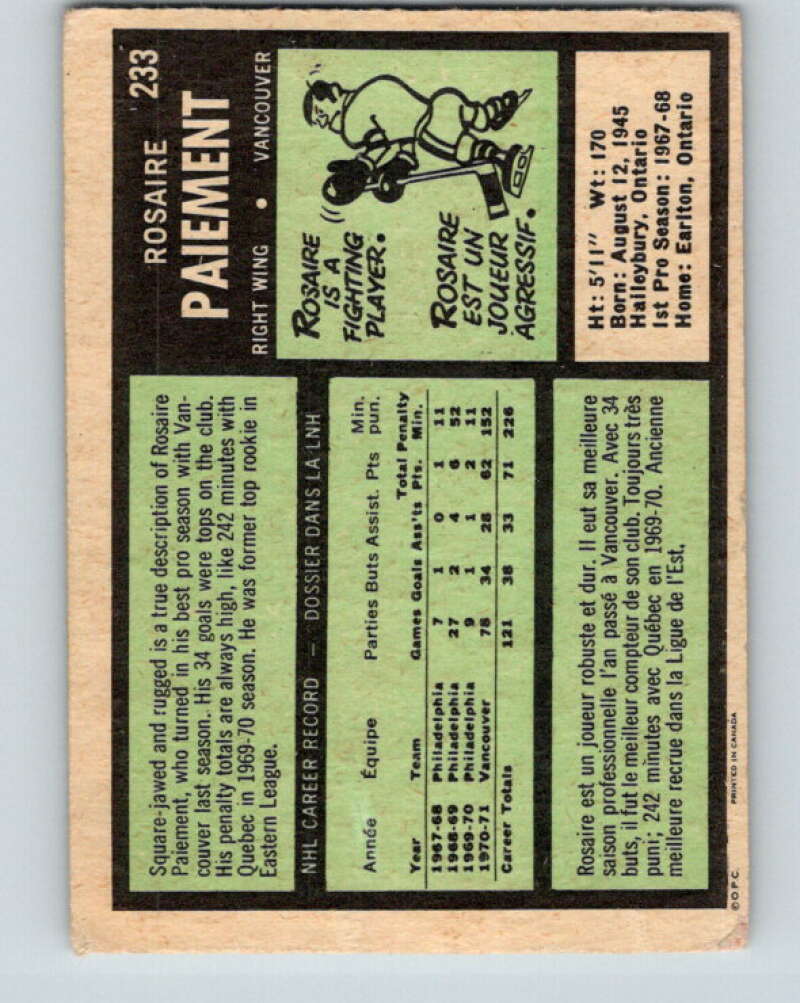 ROSAIRE 233
PAIEMENT
RIGHT WING • VANCOUVER
ROSAIRE
IS A
FIGHTING
PLAYER.
ROSAIRE
EST UN
JOUEUR
AGRESSIF.
Ht: 5'11" Wt: 170
Born: August 12, 1945
Haileybury, Ontario
1st Pro Season: 1967-68
Home: Earlton, Ontario
Square-jawed and rugged is a true description of Rosaire
Paiement, who turned in his best pro season with Van-
couver last season. His 34 goals were tops on the club.
His penalty totals are always high, like 242 minutes with
Quebec in 1969-70 season. He was former top rookie in
Eastern League.
NHL CAREER RECORD — DOSSIER DANS LA LNH
Année Équipe Parties Buts Assist. Pts Min. pun.
Year Team Games Goals Ass'ts Total Pts. Penalty Min.
1967-68 Philadelphia 7 1 0 1 11
1968-69 Philadelphia 27 2 4 6 52
1969-70 Philadelphia 9 1 1 2 11
1970-71 Vancouver 78 34 28 62 152
Career Totals 121 38 33 71 226
Rosaire est un joueur robuste et dur. Il eut sa meilleure
saison professionnelle l'an passé à Vancouver. Avec 34
buts, il fut le meilleur compteur de son club. Toujours très
puni; 242 minutes avec Québec en 1969-70. Ancienne
meilleure recrue dans la Ligue de l'Est.
© O.P.C. PRINTED IN CANADA